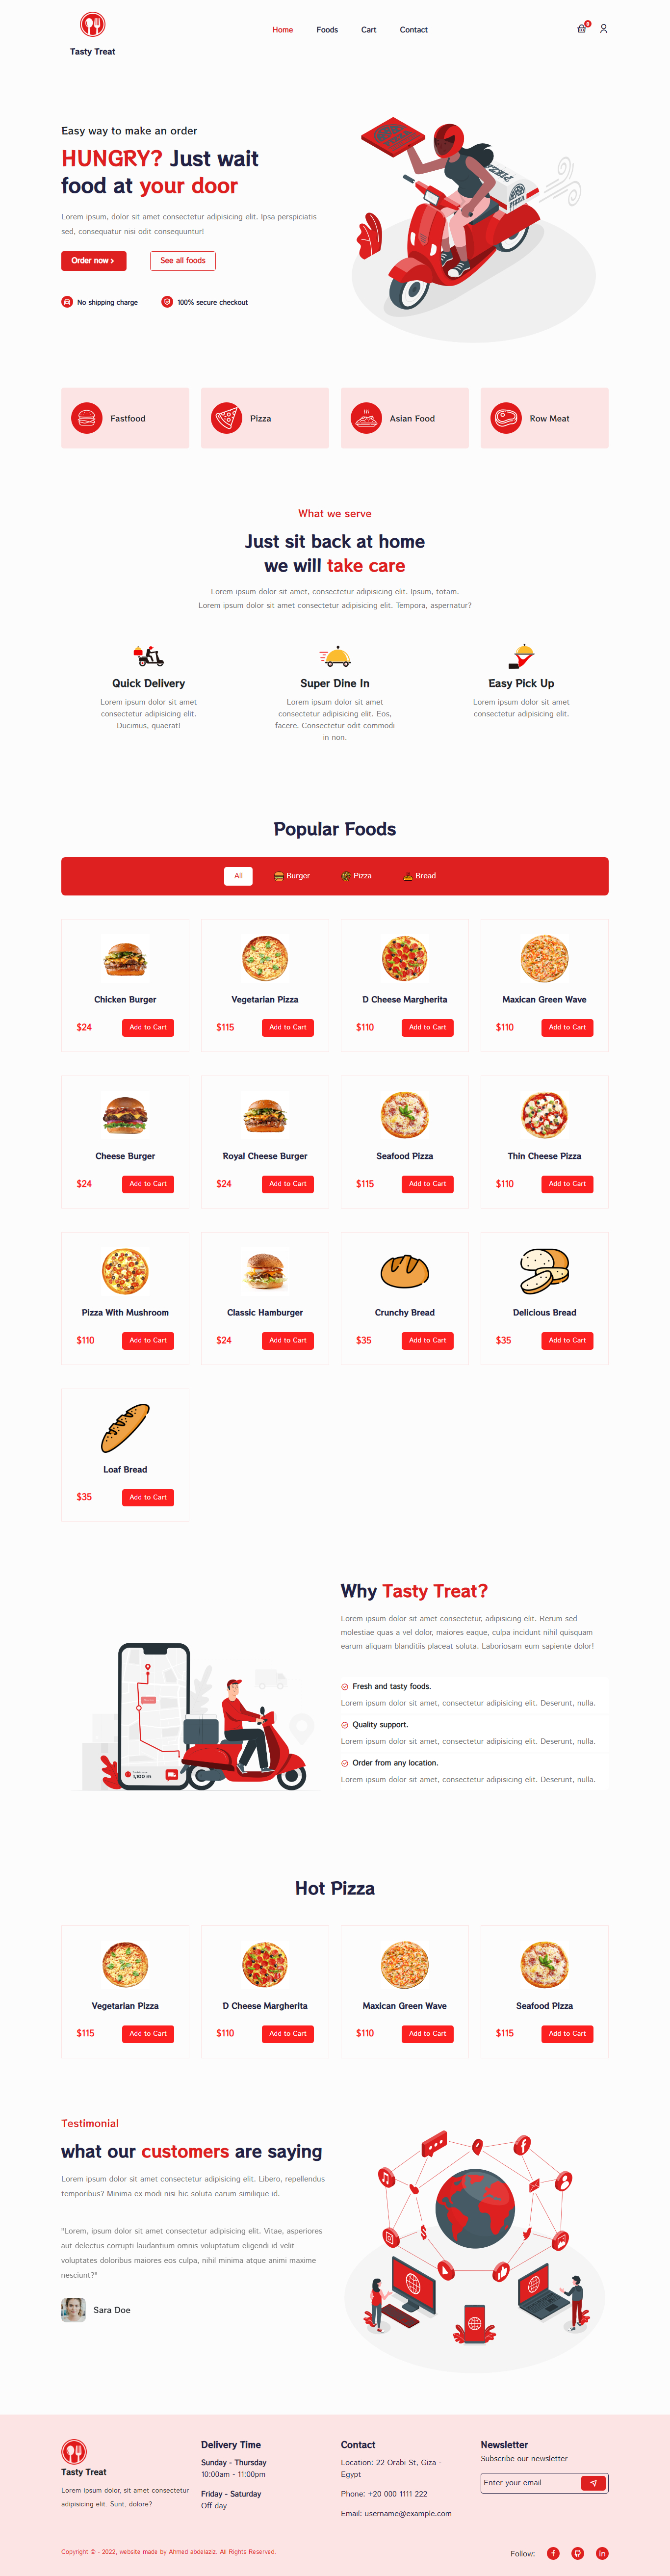 Tasty Treat
Home Foods Cart Contact
0
Easy way to make an order
HUNGRY? Just wait
food at your door
Lorem ipsum, dolor sit amet consectetur adipisicing elit. Ipsa perspiciatis
sed, consequatur nisi odit consequuntur!
Order now >
See all foods
No shipping charge
100% secure checkout
PIZZA
Fastfood
Pizza
Asian Food
Row Meat
What we serve
Just sit back at home
we will take care
Lorem ipsum dolor sit amet, consectetur adipisicing elit. Ipsum, totam.
Lorem ipsum dolor sit amet consectetur adipisicing elit. Tempora, aspernatur?
Quick Delivery
Lorem ipsum dolor sit amet
consectetur adipisicing elit.
Ducimus, quaerat!
Super Dine In
Lorem ipsum dolor sit amet
consectetur adipisicing elit. Eos,
facere. Consectetur odit commodi
in non.
Easy Pick Up
Lorem ipsum dolor sit amet
consectetur adipisicing elit.
Popular Foods
All Burger Pizza Bread
Chicken Burger
$24 Add to Cart
Vegetarian Pizza
$115 Add to Cart
D Cheese Margherita
$110 Add to Cart
Maxican Green Wave
$110 Add to Cart
Cheese Burger
$24 Add to Cart
Royal Cheese Burger
$24 Add to Cart
Seafood Pizza
$115 Add to Cart
Thin Cheese Pizza
$110 Add to Cart
Pizza With Mushroom
$110 Add to Cart
Classic Hamburger
$24 Add to Cart
Crunchy Bread
$35 Add to Cart
Delicious Bread
$35 Add to Cart
Loaf Bread
$35 Add to Cart
1,100 m
Why Tasty Treat?
Lorem ipsum dolor sit amet consectetur, adipisicing elit. Rerum sed
molestiae quas a vel dolor, maiores eaque, culpa incidunt nihil quisquam
earum aliquam blanditiis placeat soluta. Laboriosam eum sapiente dolor!
Fresh and tasty foods.
Lorem ipsum dolor sit amet, consectetur adipisicing elit. Deserunt, nulla.
Quality support.
Lorem ipsum dolor sit amet, consectetur adipisicing elit. Deserunt, nulla.
Order from any location.
Lorem ipsum dolor sit amet, consectetur adipisicing elit. Deserunt, nulla.
Hot Pizza
Vegetarian Pizza
$115 Add to Cart
D Cheese Margherita
$110 Add to Cart
Maxican Green Wave
$110 Add to Cart
Seafood Pizza
$115 Add to Cart
Testimonial
what our customers are saying
Lorem ipsum dolor sit amet consectetur adipisicing elit. Libero, repellendus
temporibus? Minima ex modi nisi hic soluta earum similique id.
"Lorem, ipsum dolor sit amet consectetur adipisicing elit. Vitae, asperiores
aut delectus corrupti laudantium omnis voluptatum eligendi id velit
voluptates doloribus maiores eos culpa, nihil minima atque animi maxime
nesciunt?"
Sara Doe
Tasty Treat
Lorem ipsum dolor, sit amet consectetur
adipisicing elit. Sunt, dolore?
Delivery Time
Sunday - Thursday
10:00am - 11:00pm
Friday - Saturday
Off day
Contact
Location: 22 Orabi St, Giza -
Egypt
Phone: +20 000 1111 222
Email: username@example.com
Newsletter
Subscribe our newsletter
Enter your email
Copyright © - 2022, website made by Ahmed abdelaziz. All Rights Reserved.
Follow: